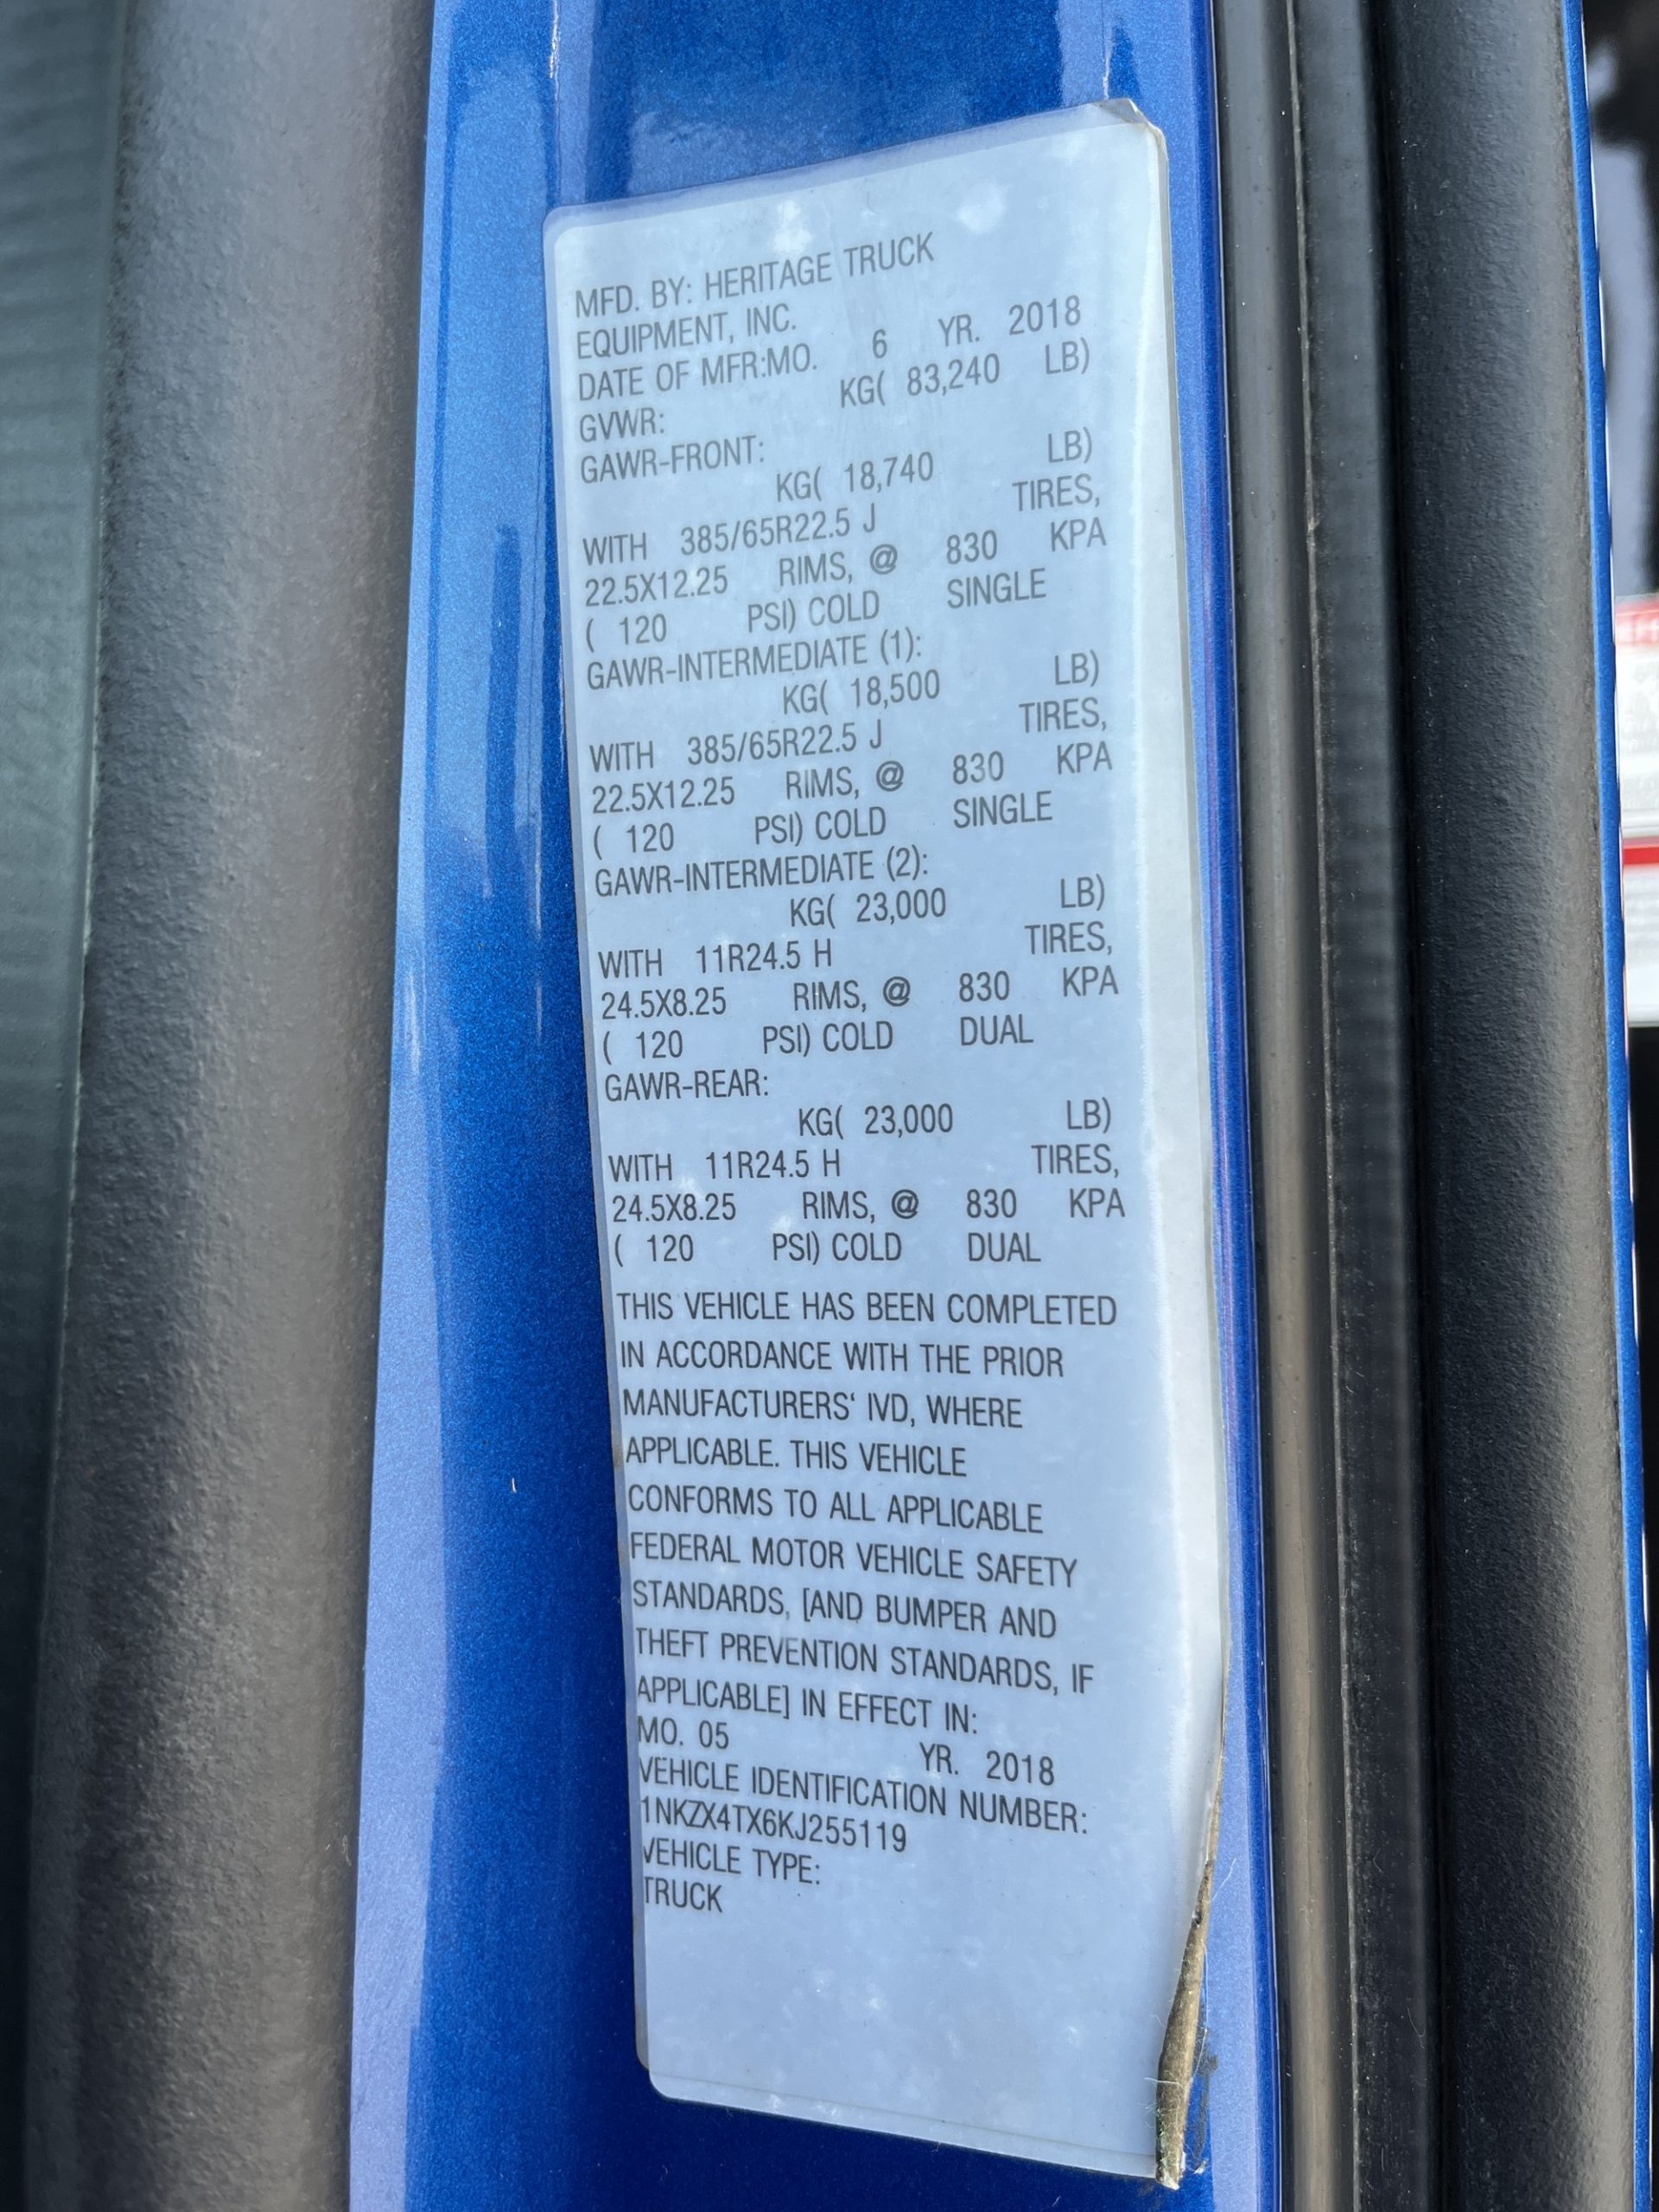 MFD. BY: HERITAGE TRUCK
EQUIPMENT, INC.
DATE OF MFR:MO. 6 YR. 2018
GVWR: KG( 83,240 LB)
GAWR-FRONT:
KG( 18,740 LB)
WITH 385/65R22.5 J TIRES,
22.5X12.25 RIMS, @ 830 KPA
( 120 PSI) COLD SINGLE
GAWR-INTERMEDIATE (1):
KG( 18,500 LB)
WITH 385/65R22.5 J TIRES,
22.5X12.25 RIMS, @ 830 KPA
( 120 PSI) COLD SINGLE
GAWR-INTERMEDIATE (2):
KG( 23,000 LB)
WITH 11R24.5 H TIRES,
24.5X8.25 RIMS, @ 830 KPA
( 120 PSI) COLD DUAL
GAWR-REAR:
KG( 23,000 LB)
WITH 11R24.5 H TIRES,
24.5X8.25 RIMS, @ 830 KPA
( 120 PSI) COLD DUAL
THIS VEHICLE HAS BEEN COMPLETED
IN ACCORDANCE WITH THE PRIOR
MANUFACTURERS‘ IVD, WHERE
APPLICABLE. THIS VEHICLE
CONFORMS TO ALL APPLICABLE
FEDERAL MOTOR VEHICLE SAFETY
STANDARDS, [AND BUMPER AND
THEFT PREVENTION STANDARDS, IF
APPLICABLE] IN EFFECT IN:
MO. 05 YR. 2018
VEHICLE IDENTIFICATION NUMBER:
1NKZX4TX6KJ255119
VEHICLE TYPE:
TRUCK